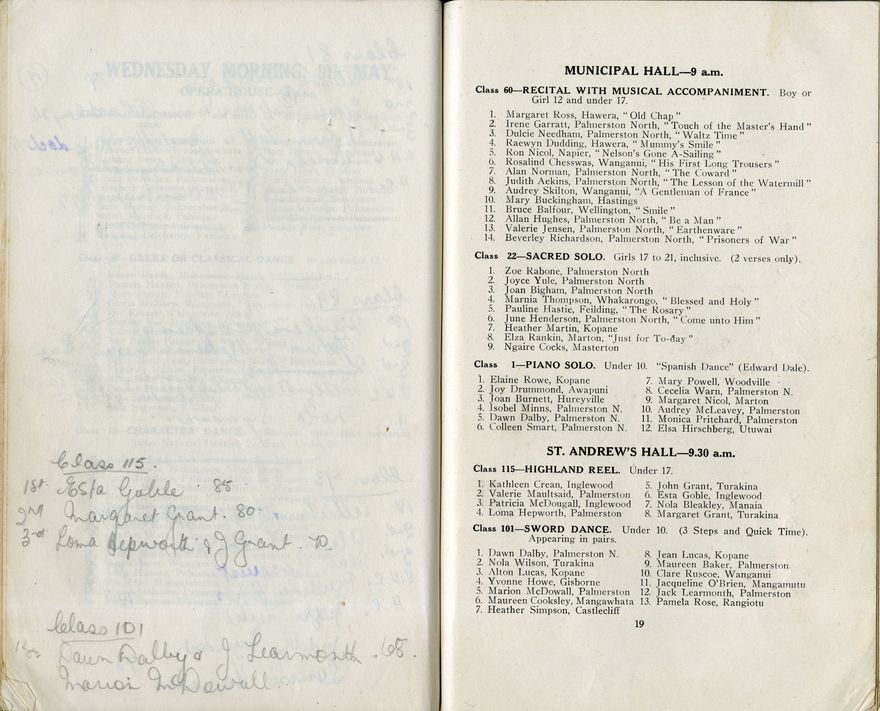 WEDNESDAY MORNING, 9th MAY
Class 115.
1st Esta Goble 85
2nd Margaret Grant. 80.
3rd Loma Hepworth & J Grant. 70.
Class 101
Dawn Dalby & J. Learmonth. 68.
Marion McDowall.
MUNICIPAL HALL—9 a.m.
Class 60—RECITAL WITH MUSICAL ACCOMPANIMENT. Boy or
Girl 12 and under 17.
1. Margaret Ross, Hawera, "Old Chap"
2. Irene Garratt, Palmerston North, "Touch of the Master's Hand"
3. Dulcie Needham, Palmerston North, "Waltz Time"
4. Raewyn Dudding, Hawera, "Mummy's Smile"
5. Ron Nicol, Napier, "Nelson's Gone A-Sailing"
6. Rosalind Chesswas, Wanganui, "His First Long Trousers"
7. Alan Norman, Palmerston North, "The Coward"
8. Judith Aekins, Palmerston North, "The Lesson of the Watermill"
9. Audrey Skilton, Wanganui, "A Gentleman of France"
10. Mary Buckingham, Hastings
11. Bruce Balfour, Wellington, "Smile"
12. Allan Hughes, Palmerston North, "Be a Man"
13. Valerie Jensen, Palmerston North, "Earthenware"
14. Beverley Richardson, Palmerston North, "Prisoners of War"
Class 22—SACRED SOLO. Girls 17 to 21, inclusive. (2 verses only).
1. Zoe Rabone, Palmerston North
2. Joyce Yule, Palmerston North
3. Joan Bigham, Palmerston North
4. Marnia Thompson, Whakarongo, "Blessed and Holy"
5. Pauline Hastie, Feilding, "The Rosary"
6. June Henderson, Palmerston North, "Come unto Him"
7. Heather Martin, Kopane
8. Elza Rankin, Marton, "Just for To-day"
9. Ngaire Cocks, Masterton
Class 1—PIANO SOLO. Under 10. "Spanish Dance" (Edward Dale).
1. Elaine Rowe, Kopane
2. Joy Drummond, Awapuni
3. Joan Burnett, Hureyville
4. Isobel Minns, Palmerston N.
5. Dawn Dalby, Palmerston N.
6. Colleen Smart, Palmerston N.
7. Mary Powell, Woodville
8. Cecelia Warn, Palmerston N.
9. Margaret Nicol, Marton
10. Audrey McLeavey, Palmerston
11. Monica Pritchard, Palmerston
12. Elsa Hirschberg, Utuwai
ST. ANDREW'S HALL—9.30 a.m.
Class 115—HIGHLAND REEL. Under 17.
1. Kathleen Crean, Inglewood
2. Valerie Maultsaid, Palmerston
3. Patricia McDougall, Inglewood
4. Loma Hepworth, Palmerston
5. John Grant, Turakina
6. Esta Goble, Inglewood
7. Nola Bleakley, Manaia
8. Margaret Grant, Turakina
Class 101—SWORD DANCE. Under 10. (3 Steps and Quick Time).
Appearing in pairs.
1. Dawn Dalby, Palmerston N.
2. Nola Wilson, Turakina
3. Alton Lucas, Kopane
4. Yvonne Howe, Gisborne
5. Marion McDowall, Palmerston
6. Maureen Cooksley, Mangawhata
7. Heather Simpson, Castlecliff
8. Jean Lucas, Kopane
9. Maureen Baker, Palmerston
10. Clare Ruscoe, Wanganui
11. Jacqueline O'Brien, Mangamutu
12. Jack Learmonth, Palmerston
13. Pamela Rose, Rangiotu
19